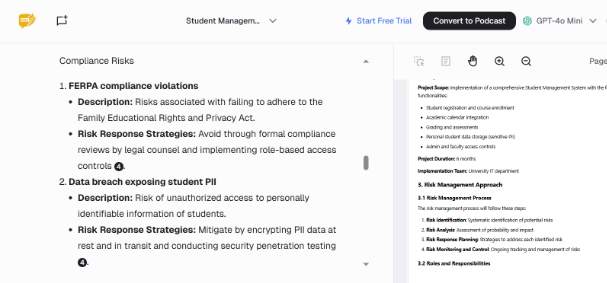 Student Managem...
Start Free Trial
Convert to Podcast
GPT-4o Mini
Compliance Risks
1. FERPA compliance violations
• Description: Risks associated with failing to adhere to the
Family Educational Rights and Privacy Act.
• Risk Response Strategies: Avoid through formal compliance
reviews by legal counsel and implementing role-based access
controls 4.
2. Data breach exposing student PII
• Description: Risk of unauthorized access to personally
identifiable information of students.
• Risk Response Strategies: Mitigate by encrypting PII data at
rest and in transit and conducting security penetration testing
4.
Page
Project Scope: Implementation of a comprehensive Student Management System with the
functionalities:
• Student registration and course enrollment
• Academic calendar integration
• Grading and assessments
• Personal student data storage (sensitive PII)
• Admin and faculty access controls
Project Duration: 6 months
Implementation Team: University IT department
3. Risk Management Approach
3.1 Risk Management Process
The risk management process will follow these steps:
1. Risk Identification: Systematic identification of potential risks
2. Risk Analysis: Assessment of probability and impact
3. Risk Response Planning: Strategies to address each identified risk
4. Risk Monitoring and Control: Ongoing tracking and management of risks
3.2 Roles and Responsibilities